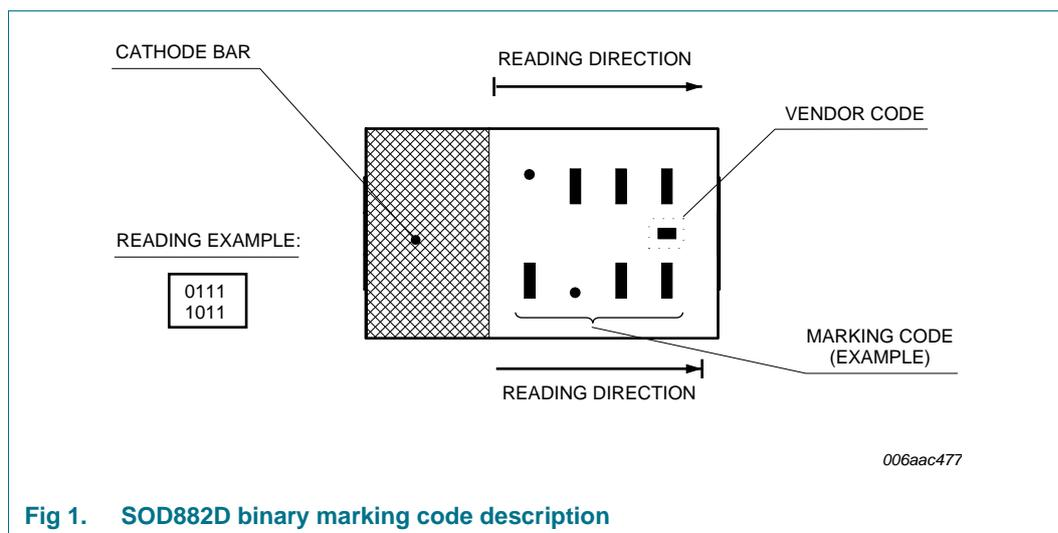 CATHODE BAR
READING DIRECTION
VENDOR CODE
READING EXAMPLE:
0111
1011
MARKING CODE
(EXAMPLE)
READING DIRECTION
006aac477
Fig 1. SOD882D binary marking code description